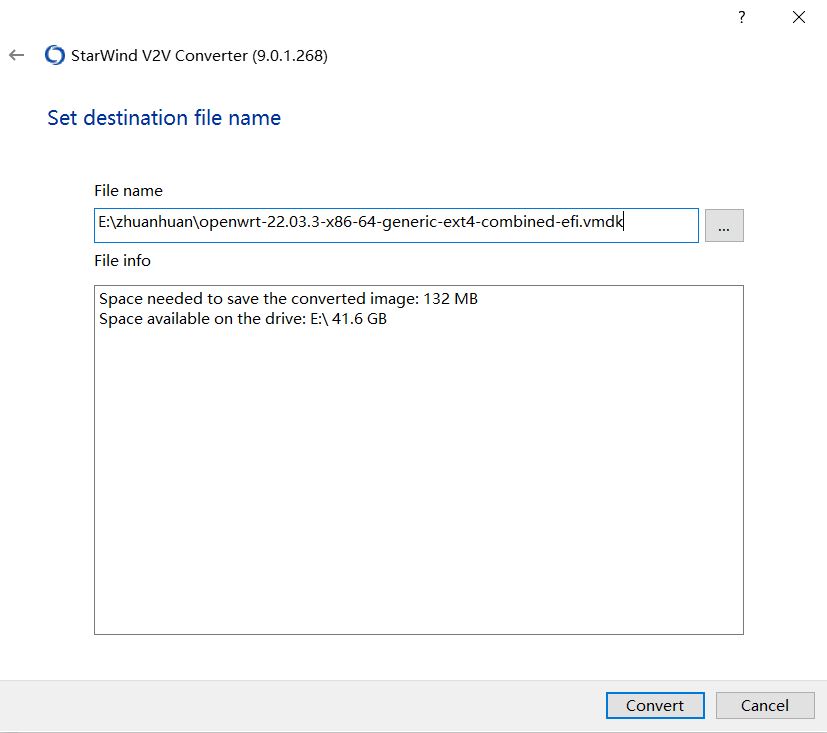 ?
StarWind V2V Converter (9.0.1.268)
Set destination file name
File name
E:\zhuanhuan\openwrt-22.03.3-x86-64-generic-ext4-combined-efi.vmdk
...
File info
Space needed to save the converted image: 132 MB
Space available on the drive: E:\ 41.6 GB
Convert
Cancel